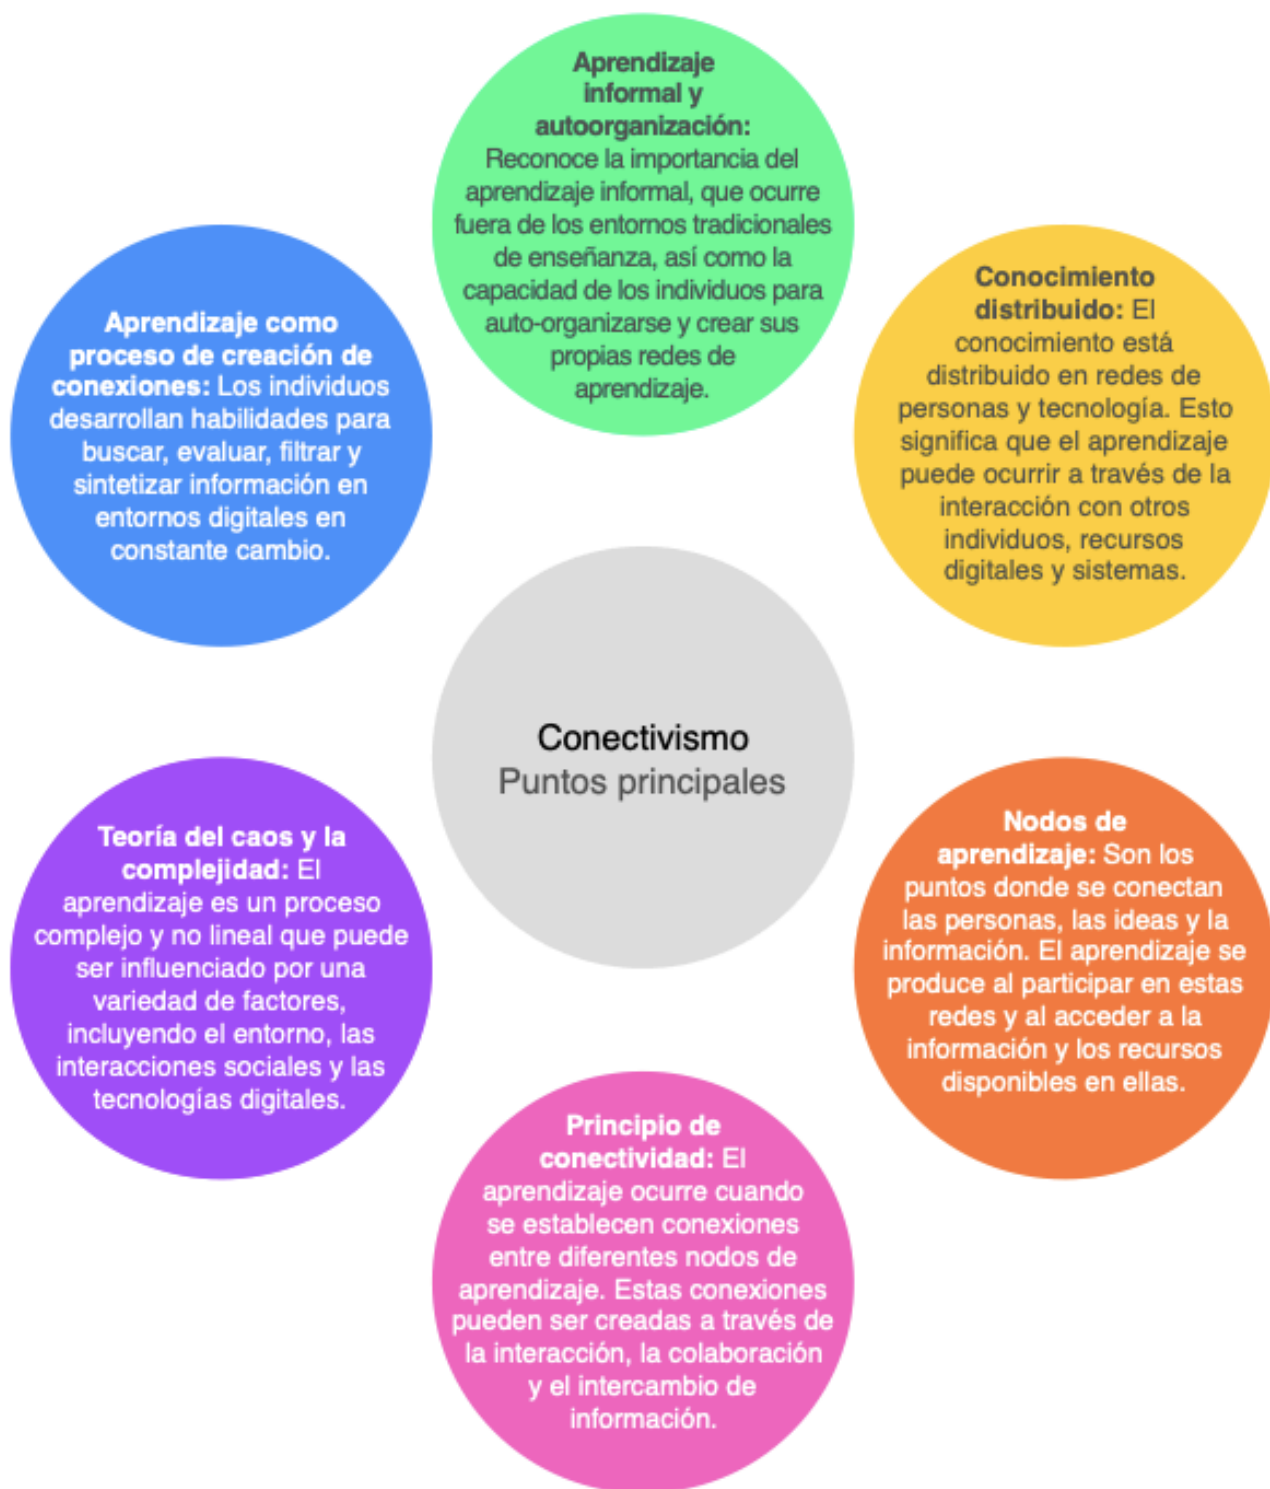 Aprendizaje
informal y
autoorganización:
Reconoce la importancia del
aprendizaje informal, que ocurre
fuera de los entornos tradicionales
de enseñanza, así como la
capacidad de los individuos para
auto-organizarse y crear sus
propias redes de
aprendizaje.
Conocimiento
distribuido: El
conocimiento está
distribuido en redes de
personas y tecnología. Esto
significa que el aprendizaje
puede ocurrir a través de la
interacción con otros
individuos, recursos
digitales y sistemas.
Aprendizaje como
proceso de creación de
conexiones: Los individuos
desarrollan habilidades para
buscar, evaluar, filtrar y
sintetizar información en
entornos digitales en
constante cambio.
Conectivismo
Puntos principales
Nodos de
aprendizaje: Son los
puntos donde se conectan
las personas, las ideas y la
información. El aprendizaje se
produce al participar en estas
redes y al acceder a la
información y los recursos
disponibles en ellas.
Teoría del caos y la
complejidad: El
aprendizaje es un proceso
complejo y no lineal que puede
ser influenciado por una
variedad de factores,
incluyendo el entorno, las
interacciones sociales y las
tecnologías digitales.
Principio de
conectividad: El
aprendizaje ocurre cuando
se establecen conexiones
entre diferentes nodos de
aprendizaje. Estas conexiones
pueden ser creadas a través de
la interacción, la colaboración
y el intercambio de
información.